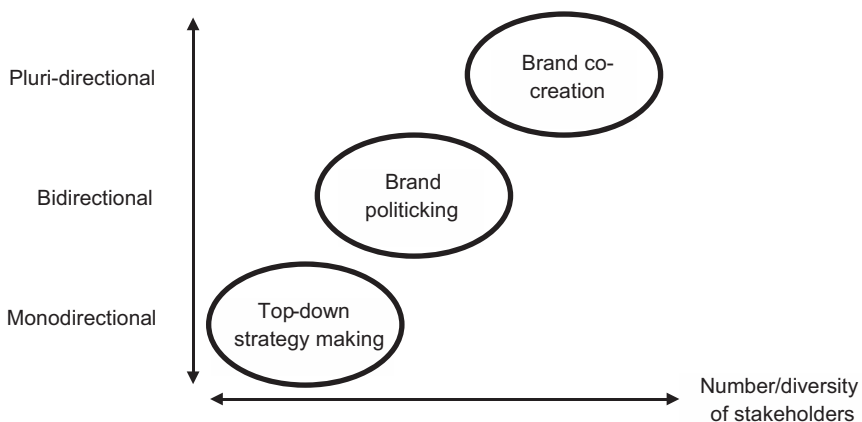 Pluri-directional
Brand co-
creation
Bidirectional
Brand
politicking
Monodirectional
Top-down
strategy making
Number/diversity
of stakeholders